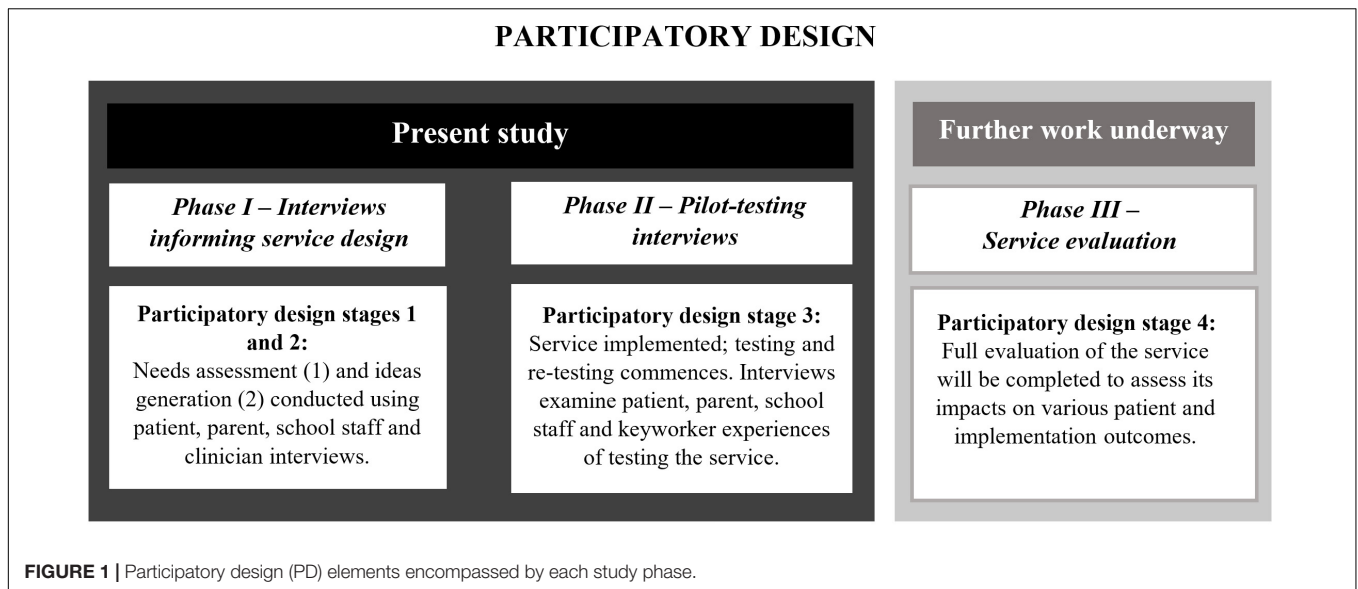 PARTICIPATORY DESIGN
Present study
Phase I – Interviews
informing service design
Participatory design stages 1
and 2:
Needs assessment (1) and ideas
generation (2) conducted using
patient, parent, school staff and
clinician interviews.
Phase II – Pilot-testing
interviews
Participatory design stage 3:
Service implemented; testing and
re-testing commences. Interviews
examine patient, parent, school
staff and keyworker experiences
of testing the service.
Further work underway
Phase III –
Service evaluation
Participatory design stage 4:
Full evaluation of the service
will be completed to assess its
impacts on various patient and
implementation outcomes.
FIGURE 1 | Participatory design (PD) elements encompassed by each study phase.